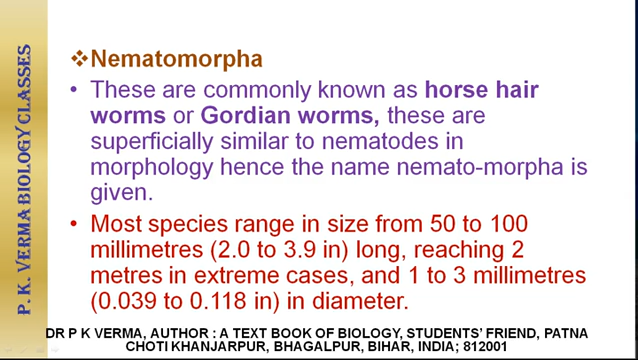 P. K. VERMA BIOLOGY CLASSES
❖Nematomorpha
• These are commonly known as horse hair
worms or Gordian worms, these are
superficially similar to nematodes in
morphology hence the name nemato-morpha is
given.
• Most species range in size from 50 to 100
millimetres (2.0 to 3.9 in) long, reaching 2
metres in extreme cases, and 1 to 3 millimetres
(0.039 to 0.118 in) in diameter.
DR P K VERMA, AUTHOR : A TEXT BOOK OF BIOLOGY, STUDENTS' FRIEND, PATNA
CHOTI KHANJARPUR, BHAGALPUR, BIHAR, INDIA; 812001